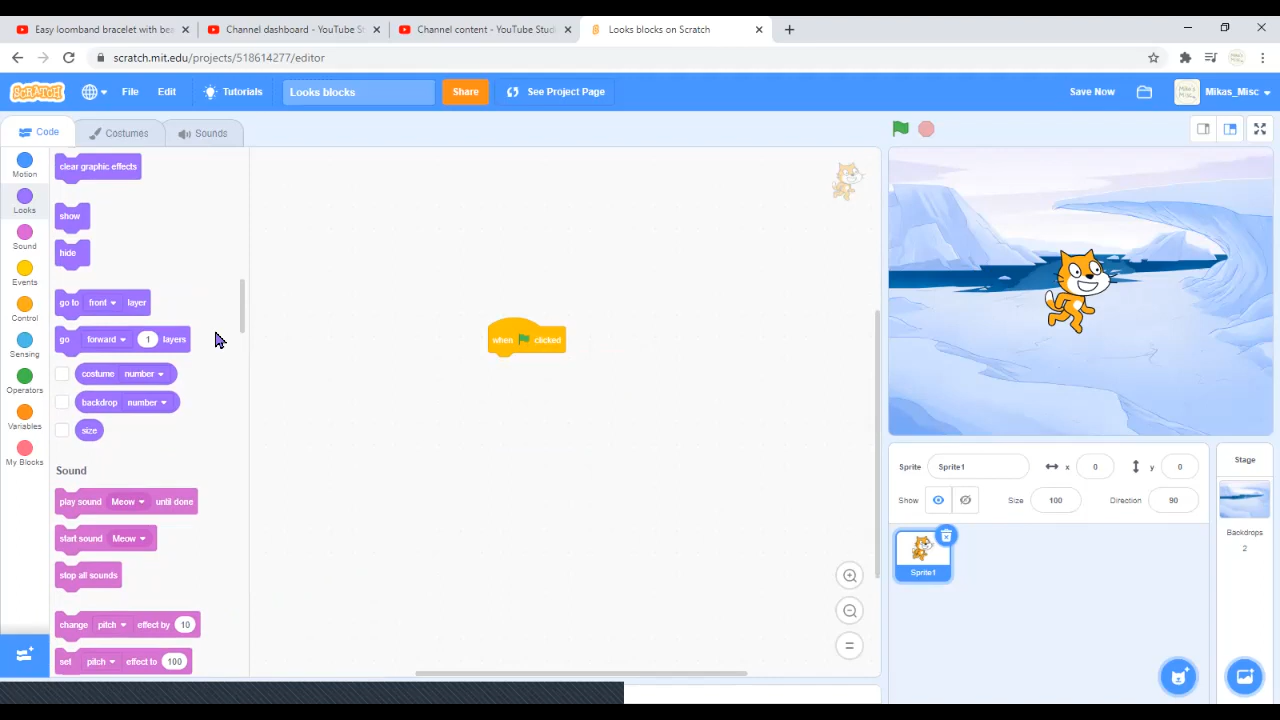 Easy loomband bracelet with bea
Channel dashboard - YouTube St
Channel content - YouTube Studi
Looks blocks on Scratch
scratch.mit.edu/projects/518614277/editor
SCRATCH
File
Edit
Tutorials
Looks blocks
Share
See Project Page
Save Now
Mikas_Misc
Code
Costumes
Sounds
Motion
Looks
Sound
Events
Control
Sensing
Operators
Variables
My Blocks
clear graphic effects
show
hide
go to front layer
go forward 1 layers
costume number
backdrop number
size
Sound
play sound Meow until done
start sound Meow
stop all sounds
change pitch effect by 10
set pitch effect to 100
when clicked
Sprite Sprite1 x 0 y 0
Show Size 100 Direction 90
Sprite1
Stage
Backdrops
2